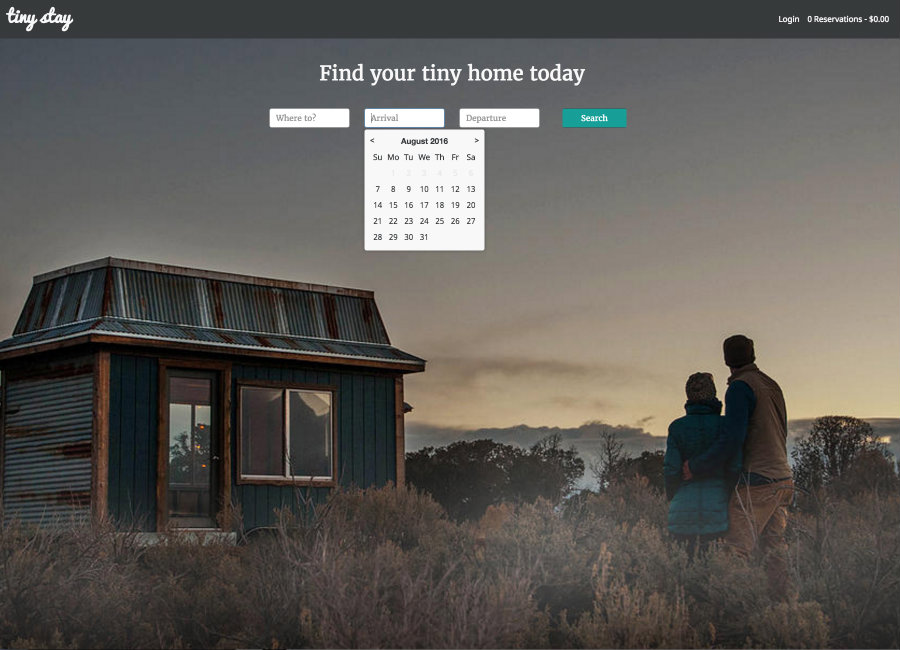 tiny stay
Login 0 Reservations - $0.00
Find your tiny home today
Where to? Arrival Departure Search
< August 2016 >
Su Mo Tu We Th Fr Sa
1 2 3 4 5 6
7 8 9 10 11 12 13
14 15 16 17 18 19 20
21 22 23 24 25 26 27
28 29 30 31